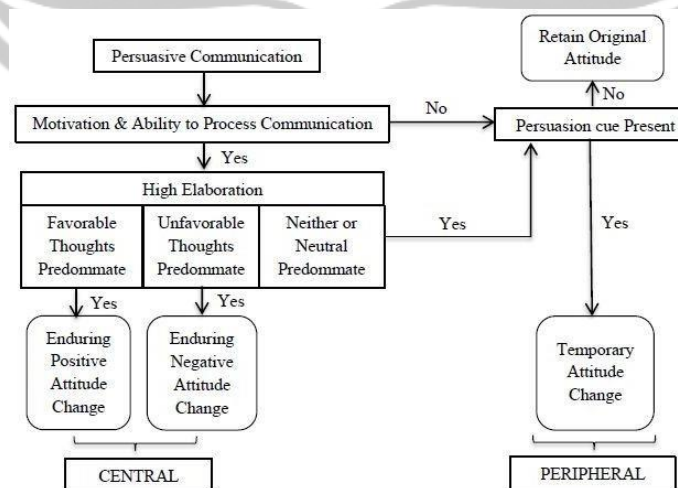 Persuasive Communication
Retain Original
Attitude
No
Motivation & Ability to Process Communication
No
Persuasion cue Present
Yes
High Elaboration
Favorable
Thoughts
Predommate
Unfavorable
Thoughts
Predommate
Neither or
Neutral
Predommate
Yes
Yes
Yes
Yes
Enduring
Positive
Attitude
Change
Enduring
Negative
Attitude
Change
Temporary
Attitude
Change
CENTRAL
PERIPHERAL